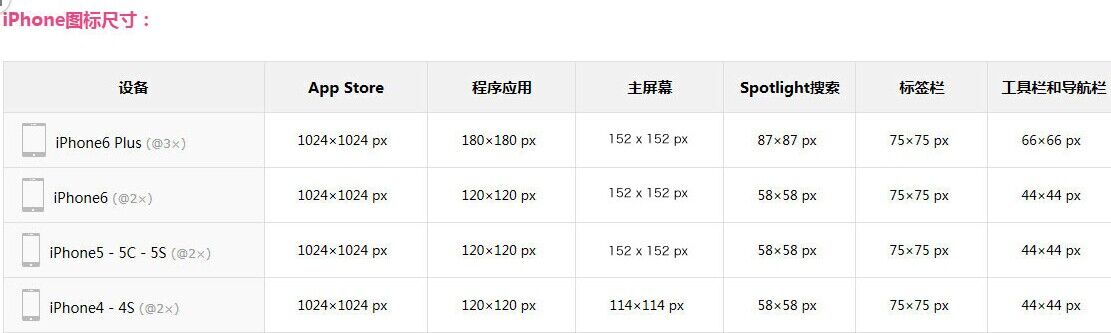 iPhone图标尺寸：
设备 App Store 程序应用 主屏幕 Spotlight搜索 标签栏 工具栏和导航栏
iPhone6 Plus (@3×) 1024×1024 px 180×180 px 152 x 152 px 87×87 px 75×75 px 66×66 px
iPhone6 (@2×) 1024×1024 px 120×120 px 152 x 152 px 58×58 px 75×75 px 44×44 px
iPhone5 - 5C - 5S (@2×) 1024×1024 px 120×120 px 152 x 152 px 58×58 px 75×75 px 44×44 px
iPhone4 - 4S (@2×) 1024×1024 px 120×120 px 114×114 px 58×58 px 75×75 px 44×44 px